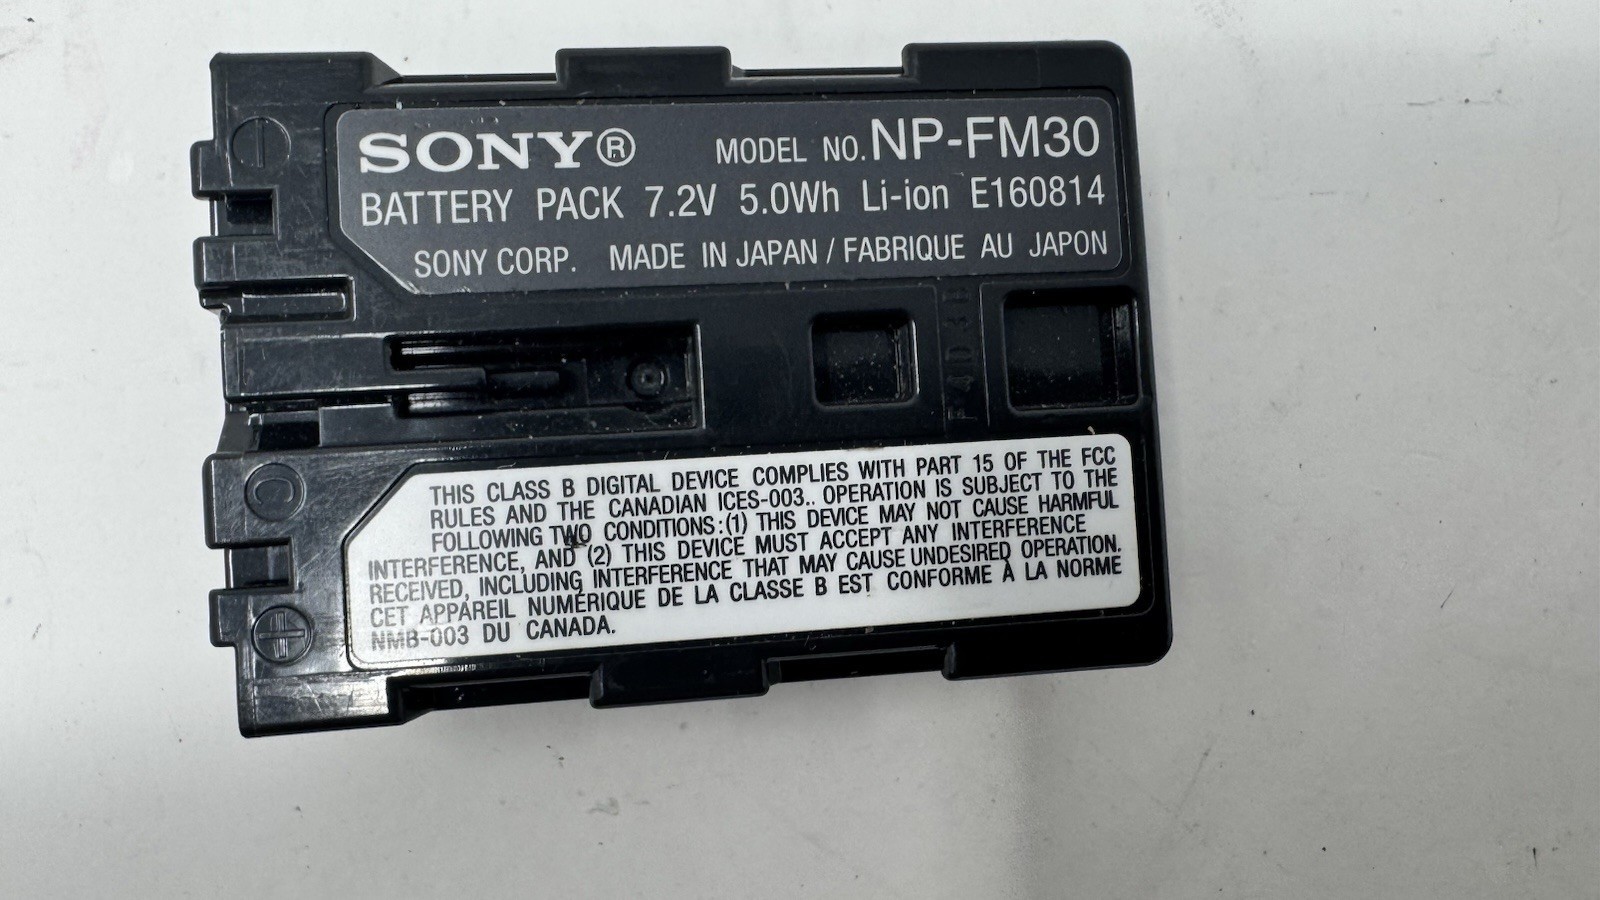 SONY®
MODEL NO. NP-FM30
BATTERY PACK 7.2V 5.0Wh Li-ion E160814
SONY CORP. MADE IN JAPAN / FABRIQUE AU JAPON
C
THIS CLASS B DIGITAL DEVICE COMPLIES WITH PART 15 OF THE FCC
RULES AND THE CANADIAN ICES-003.. OPERATION IS SUBJECT TO THE
FOLLOWING TWO CONDITIONS:(1) THIS DEVICE MAY NOT CAUSE HARMFUL
INTERFERENCE, AND (2) THIS DEVICE MUST ACCEPT ANY INTERFERENCE
RECEIVED, INCLUDING INTERFERENCE THAT MAY CAUSE UNDESIRED OPERATION.
CET APPAREIL NUMÉRIQUE DE LA CLASSE B EST CONFORME À LA NORME
NMB-003 DU CANADA.